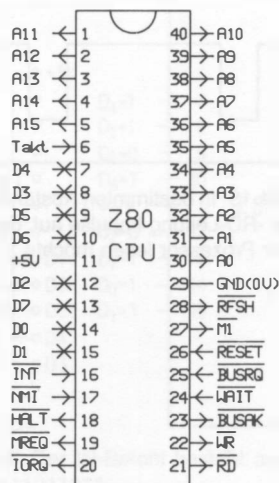 A11 1 40 A10
A12 2 39 A9
A13 3 38 A8
A14 4 37 A7
A15 5 36 A6
Takt 6 35 A5
D4 7 34 A4
D3 8 33 A3
D5 9 Z80 32 A2
D6 10 CPU 31 A1
+5V 11 30 A0
D2 12 29 GND(0V)
D7 13 28 RFSH
D0 14 27 M1
D1 15 26 RESET
INT 16 25 BUSRQ
NMI 17 24 WAIT
HALT 18 23 BUSAK
MREQ 19 22 WR
IORQ 20 21 RD